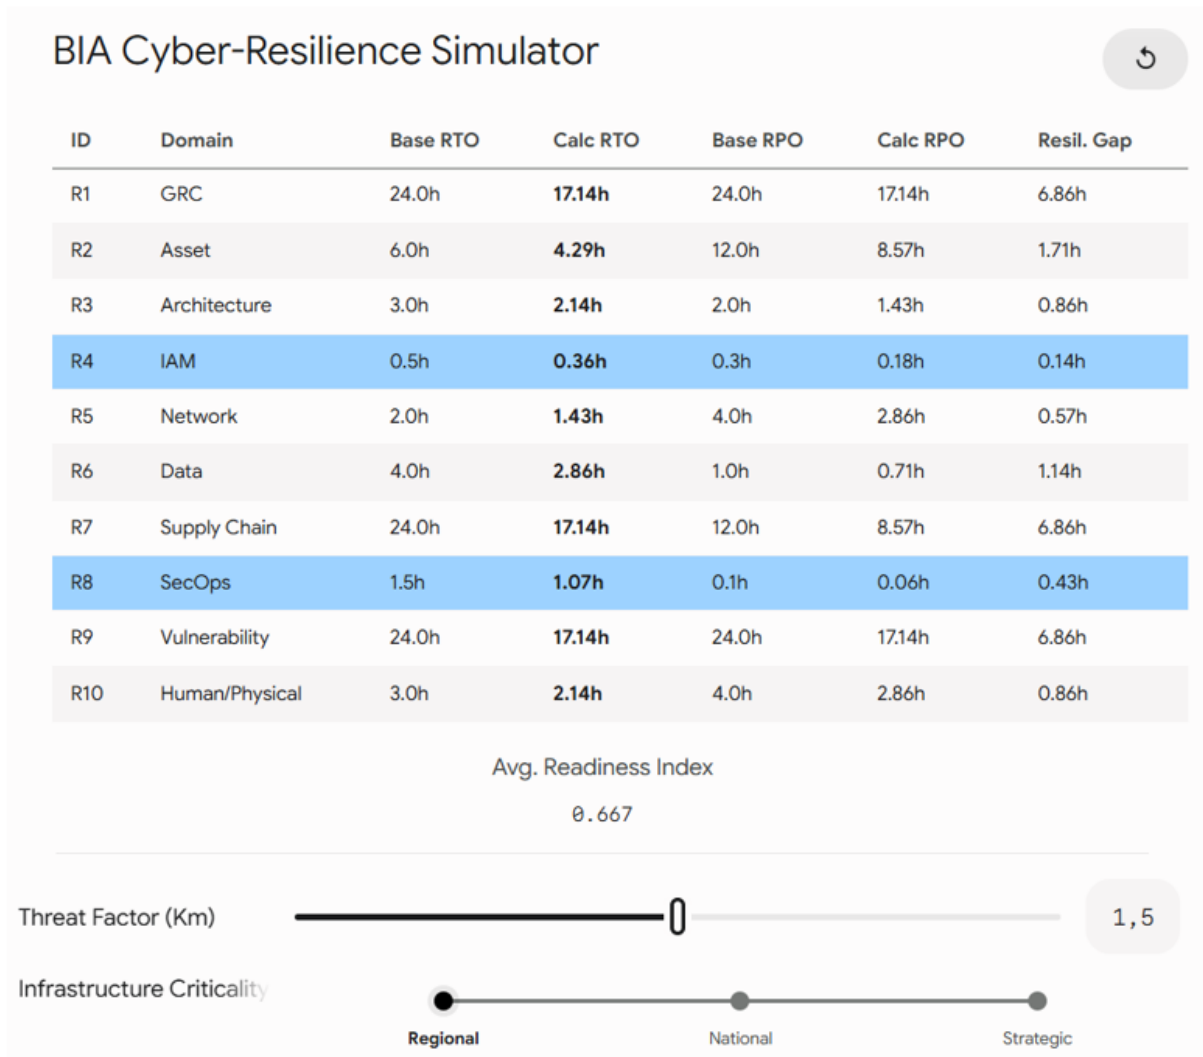 BIA Cyber-Resilience Simulator
ID Domain Base RTO Calc RTO Base RPO Calc RPO Resil. Gap
R1 GRC 24.0h 17.14h 24.0h 17.14h 6.86h
R2 Asset 6.0h 4.29h 12.0h 8.57h 1.71h
R3 Architecture 3.0h 2.14h 2.0h 1.43h 0.86h
R4 IAM 0.5h 0.36h 0.3h 0.18h 0.14h
R5 Network 2.0h 1.43h 4.0h 2.86h 0.57h
R6 Data 4.0h 2.86h 1.0h 0.71h 1.14h
R7 Supply Chain 24.0h 17.14h 12.0h 8.57h 6.86h
R8 SecOps 1.5h 1.07h 0.1h 0.06h 0.43h
R9 Vulnerability 24.0h 17.14h 24.0h 17.14h 6.86h
R10 Human/Physical 3.0h 2.14h 4.0h 2.86h 0.86h
Avg. Readiness Index
0.667
Threat Factor (Km) 1,5
Infrastructure Criticality
Regional National Strategic